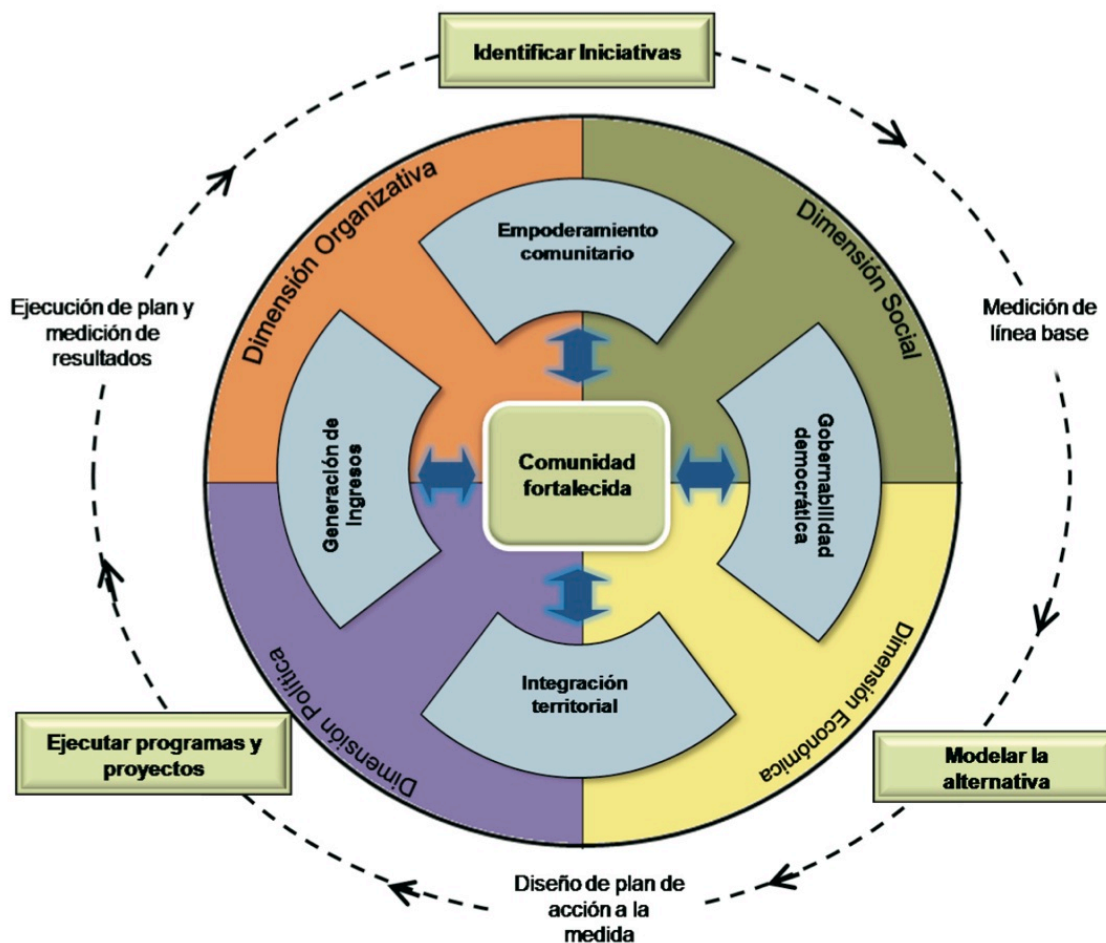 Identificar Iniciativas
Dimensión Organizativa
Dimensión Social
Empoderamiento
comunitario
Ejecución de plan y
medición de
resultados
Medición de
línea base
Generación de
Ingresos
Comunidad
fortalecida
Gobernabilidad
democrática
Integración
territorial
Dimensión Política
Dimensión Económica
Ejecutar programas y
proyectos
Modelar la
alternativa
Diseño de plan de
acción a la
medida